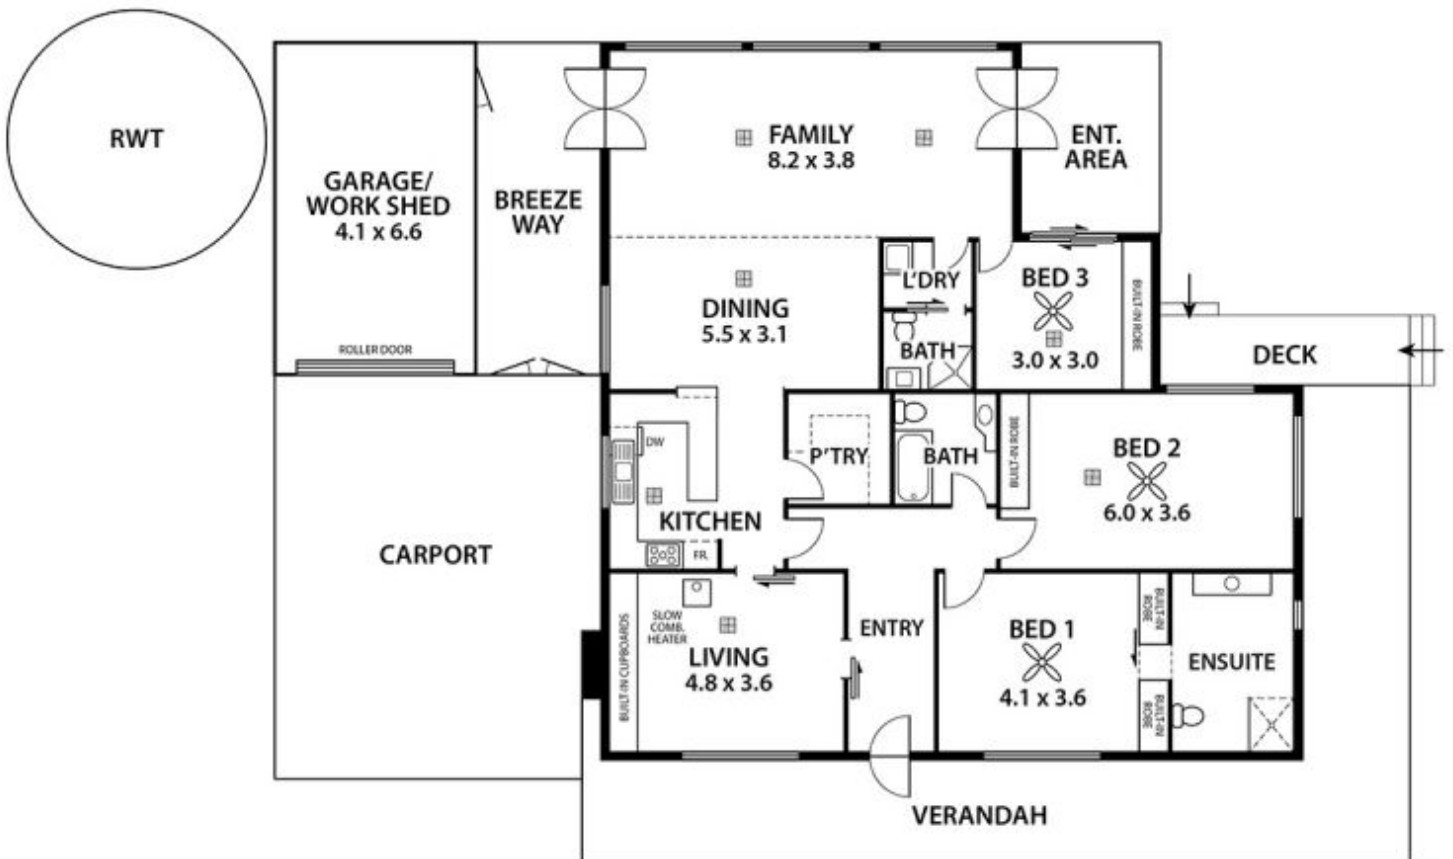 RWT
GARAGE/
WORK SHED
4.1 x 6.6
ROLLER DOOR
BREEZE
WAY
FAMILY
8.2 x 3.8
ENT.
AREA
DINING
5.5 x 3.1
L'DRY
BATH
BED 3
3.0 x 3.0
BUILT-IN ROBE
DECK
CARPORT
DW
KITCHEN
FR.
P'TRY
BATH
BUILT-IN ROBE
BED 2
6.0 x 3.6
BUILT-IN CUPBOARDS
SLOW
COMB.
HEATER
LIVING
4.8 x 3.6
ENTRY
BED 1
4.1 x 3.6
BUILT-IN
ROBE
BUILT-IN
ROBE
ENSUITE
VERANDAH